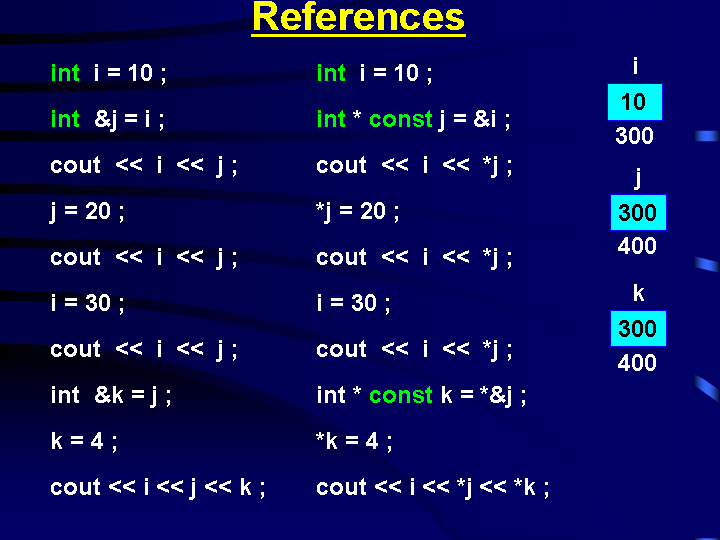 References
int i = 10 ;
int &j = i ;
cout << i << j ;
j = 20 ;
cout << i << j ;
i = 30 ;
cout << i << j ;
int &k = j ;
k = 4 ;
cout << i << j << k ;
int i = 10 ;
int * const j = &i ;
cout << i << *j ;
*j = 20 ;
cout << i << *j ;
i = 30 ;
cout << i << *j ;
int * const k = *&j ;
*k = 4 ;
cout << i << *j << *k ;
i
10
300
j
300
400
k
300
400